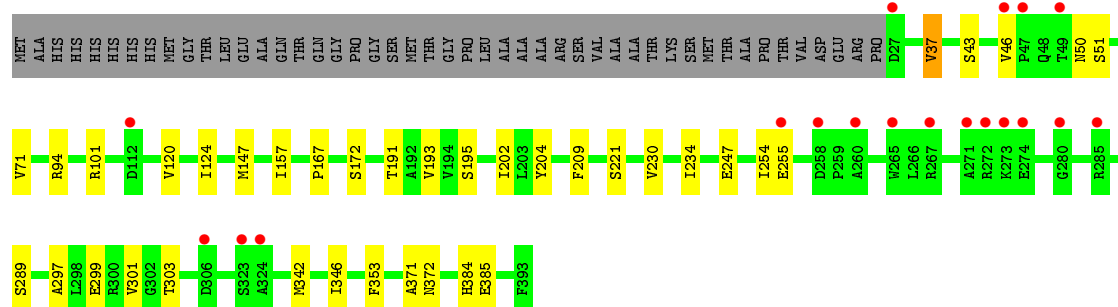 MET ALA HIS HIS HIS HIS HIS HIS MET GLY THR LEU GLU ALA GLN THR GLN GLY PRO GLY SER MET THR GLY PRO LEU ALA ALA ALA ARG SER VAL ALA ALA THR LYS SER MET THR ALA PRO THR VAL ASP GLU ARG PRO D27 V37 S43 V46 P47 Q48 T49 N50 S51
V71 R94 R101 D112 V120 I124 M147 I157 P167 S172 T191 A192 V193 V194 S195 I202 L203 Y204 F209 S221 V230 I234 E247 I254 E255 D258 P259 A260 W265 L266 R267 A271 R272 K273 E274 G280 R285
S289 A297 L298 E299 R300 V301 G302 T303 D306 S323 A324 M342 I346 F353 A371 N372 H384 E385 F393